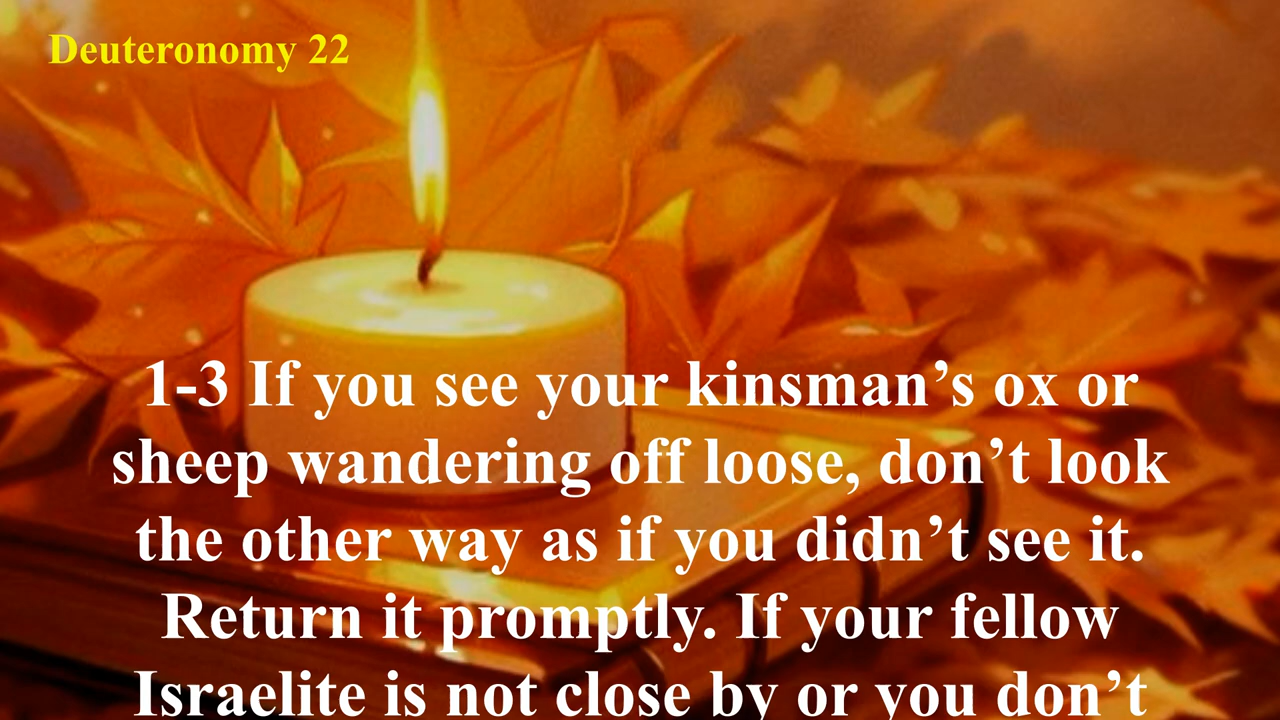 Deuteronomy 22
1-3 If you see your kinsman’s ox or
sheep wandering off loose, don’t look
the other way as if you didn’t see it.
Return it promptly. If your fellow
Israelite is not close by or you don’t